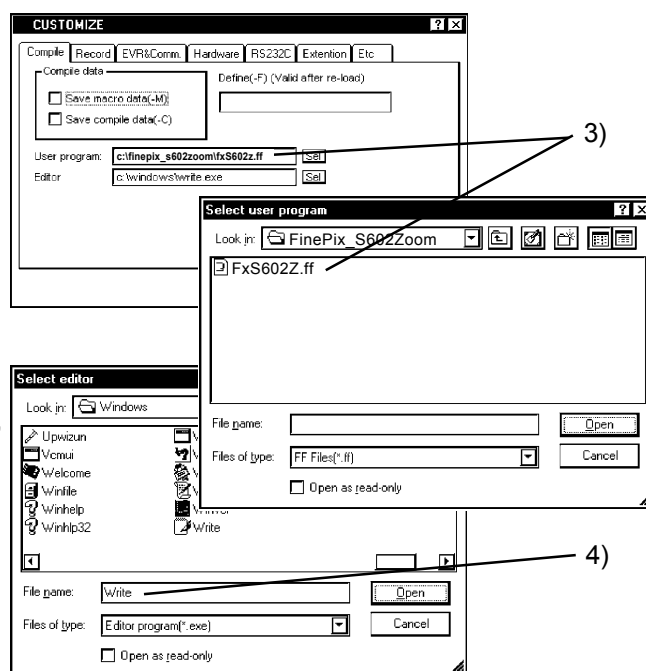 CUSTOMIZE
Compile Record EVR&Comm. Hardware RS232C Extention Etc
Compile data
Save macro data(-M)
Save compile data(-C)
Define(-F) (Valid after re-load)
User program: c:\finepix_s602zoom\fxS602z.ff Sel
Editor c:\windows\write.exe Sel
3)
Select user program
Look in: FinePix_S602Zoom
FxS602Z.ff
File name: Open
Files of type: FF Files(*.ff) Cancel
Open as read-only
Select editor
Look in: Windows
Upwizun
Vcmui
Welcome
Winfile
Winhelp
Winhlp32 Write
4)
File name: Write Open
Files of type: Editor program(*.exe) Cancel
Open as read-only